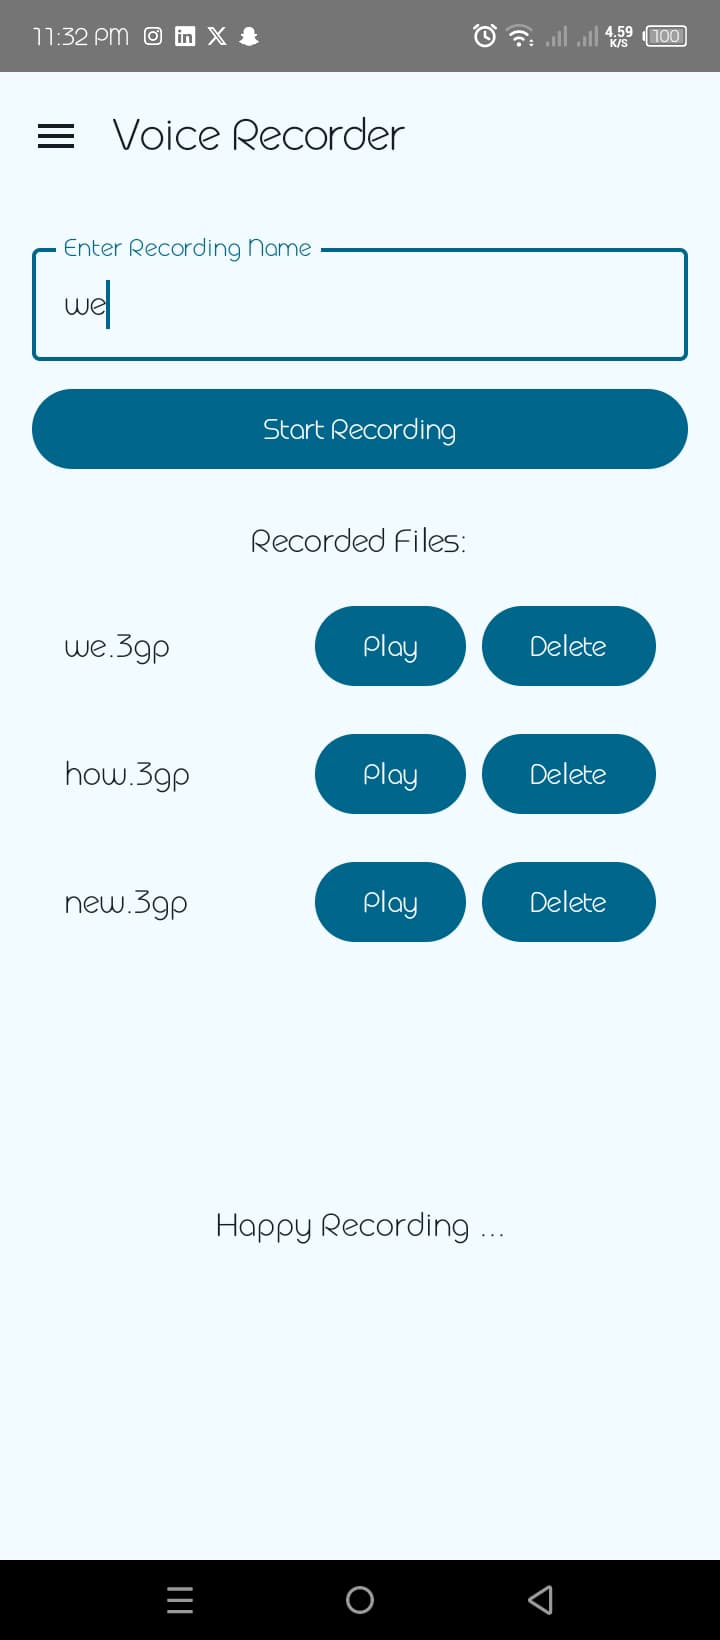 11:32 PM 4.59 K/S 100
Voice Recorder
Enter Recording Name
we
Start Recording
Recorded Files:
we.3gp Play Delete
how.3gp Play Delete
new.3gp Play Delete
Happy Recording ...